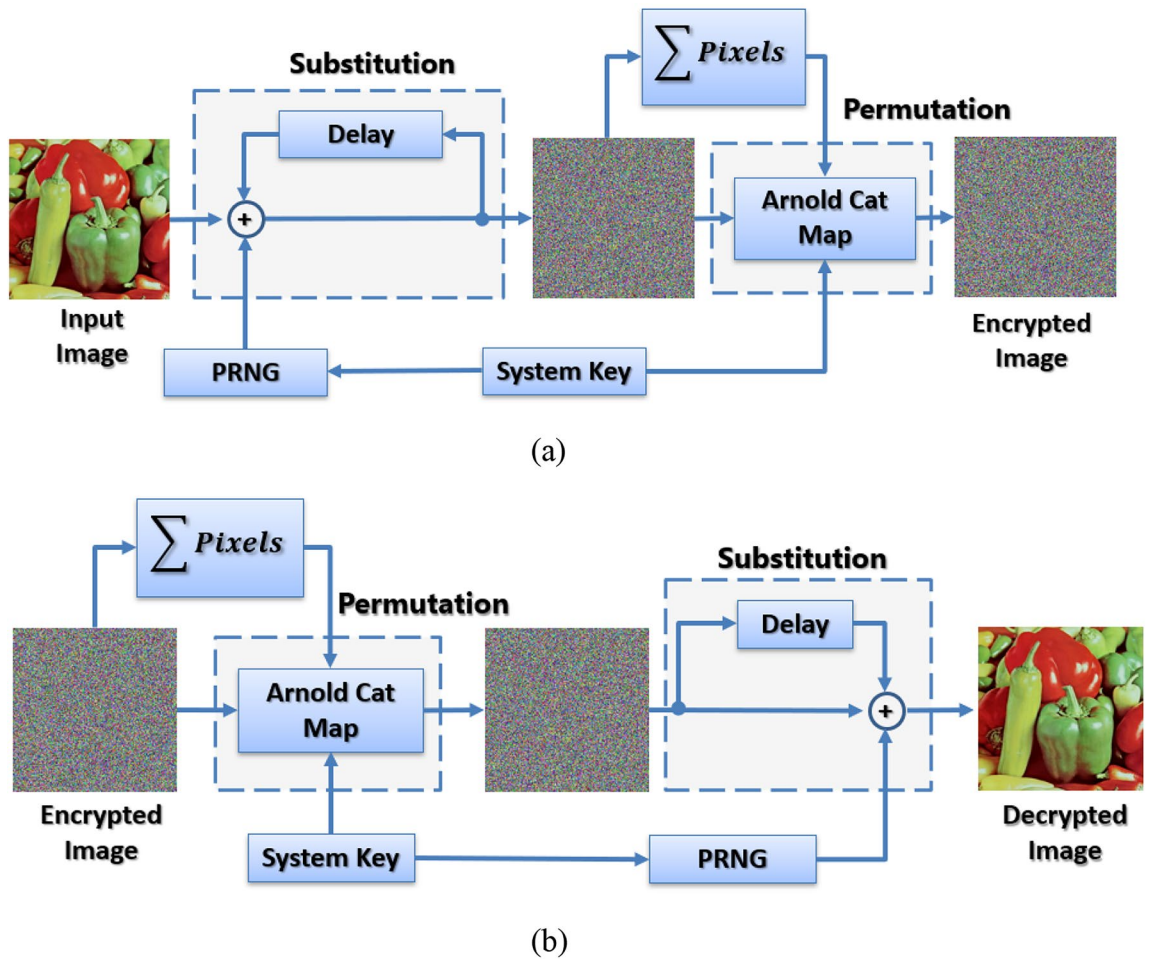 ∑ Pixels
Substitution
Delay
Permutation
+
Arnold Cat
Map
Input
Image
Encrypted
Image
PRNG
System Key
(a)
∑ Pixels
Substitution
Permutation
Delay
Arnold Cat
Map
+
Encrypted
Image
Decrypted
Image
System Key
PRNG
(b)